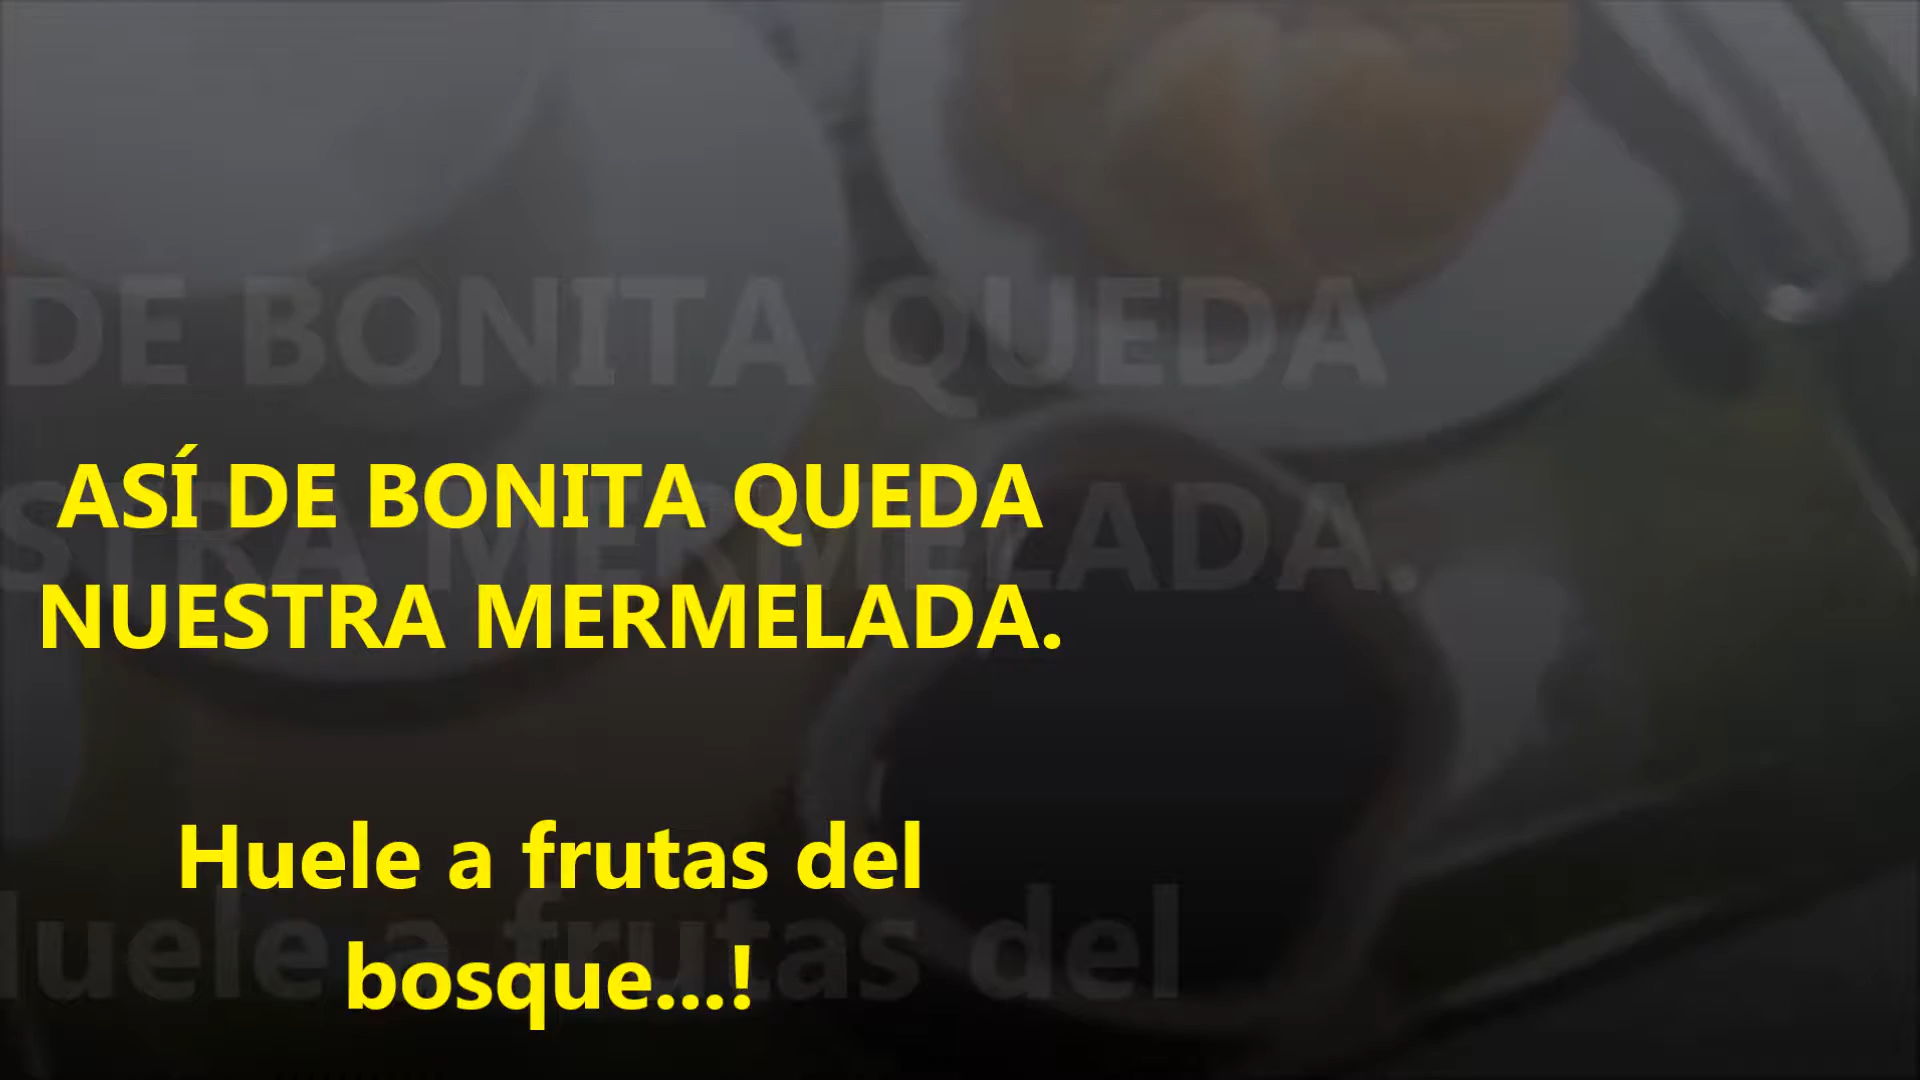 ASÍ DE BONITA QUEDA
NUESTRA MERMELADA.
Huele a frutas del
bosque...!